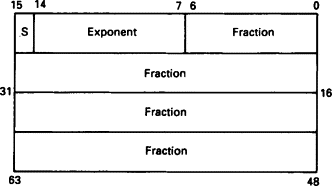 15 14 7 6 0
S Exponent Fraction
Fraction
31 16
Fraction
Fraction
63 48